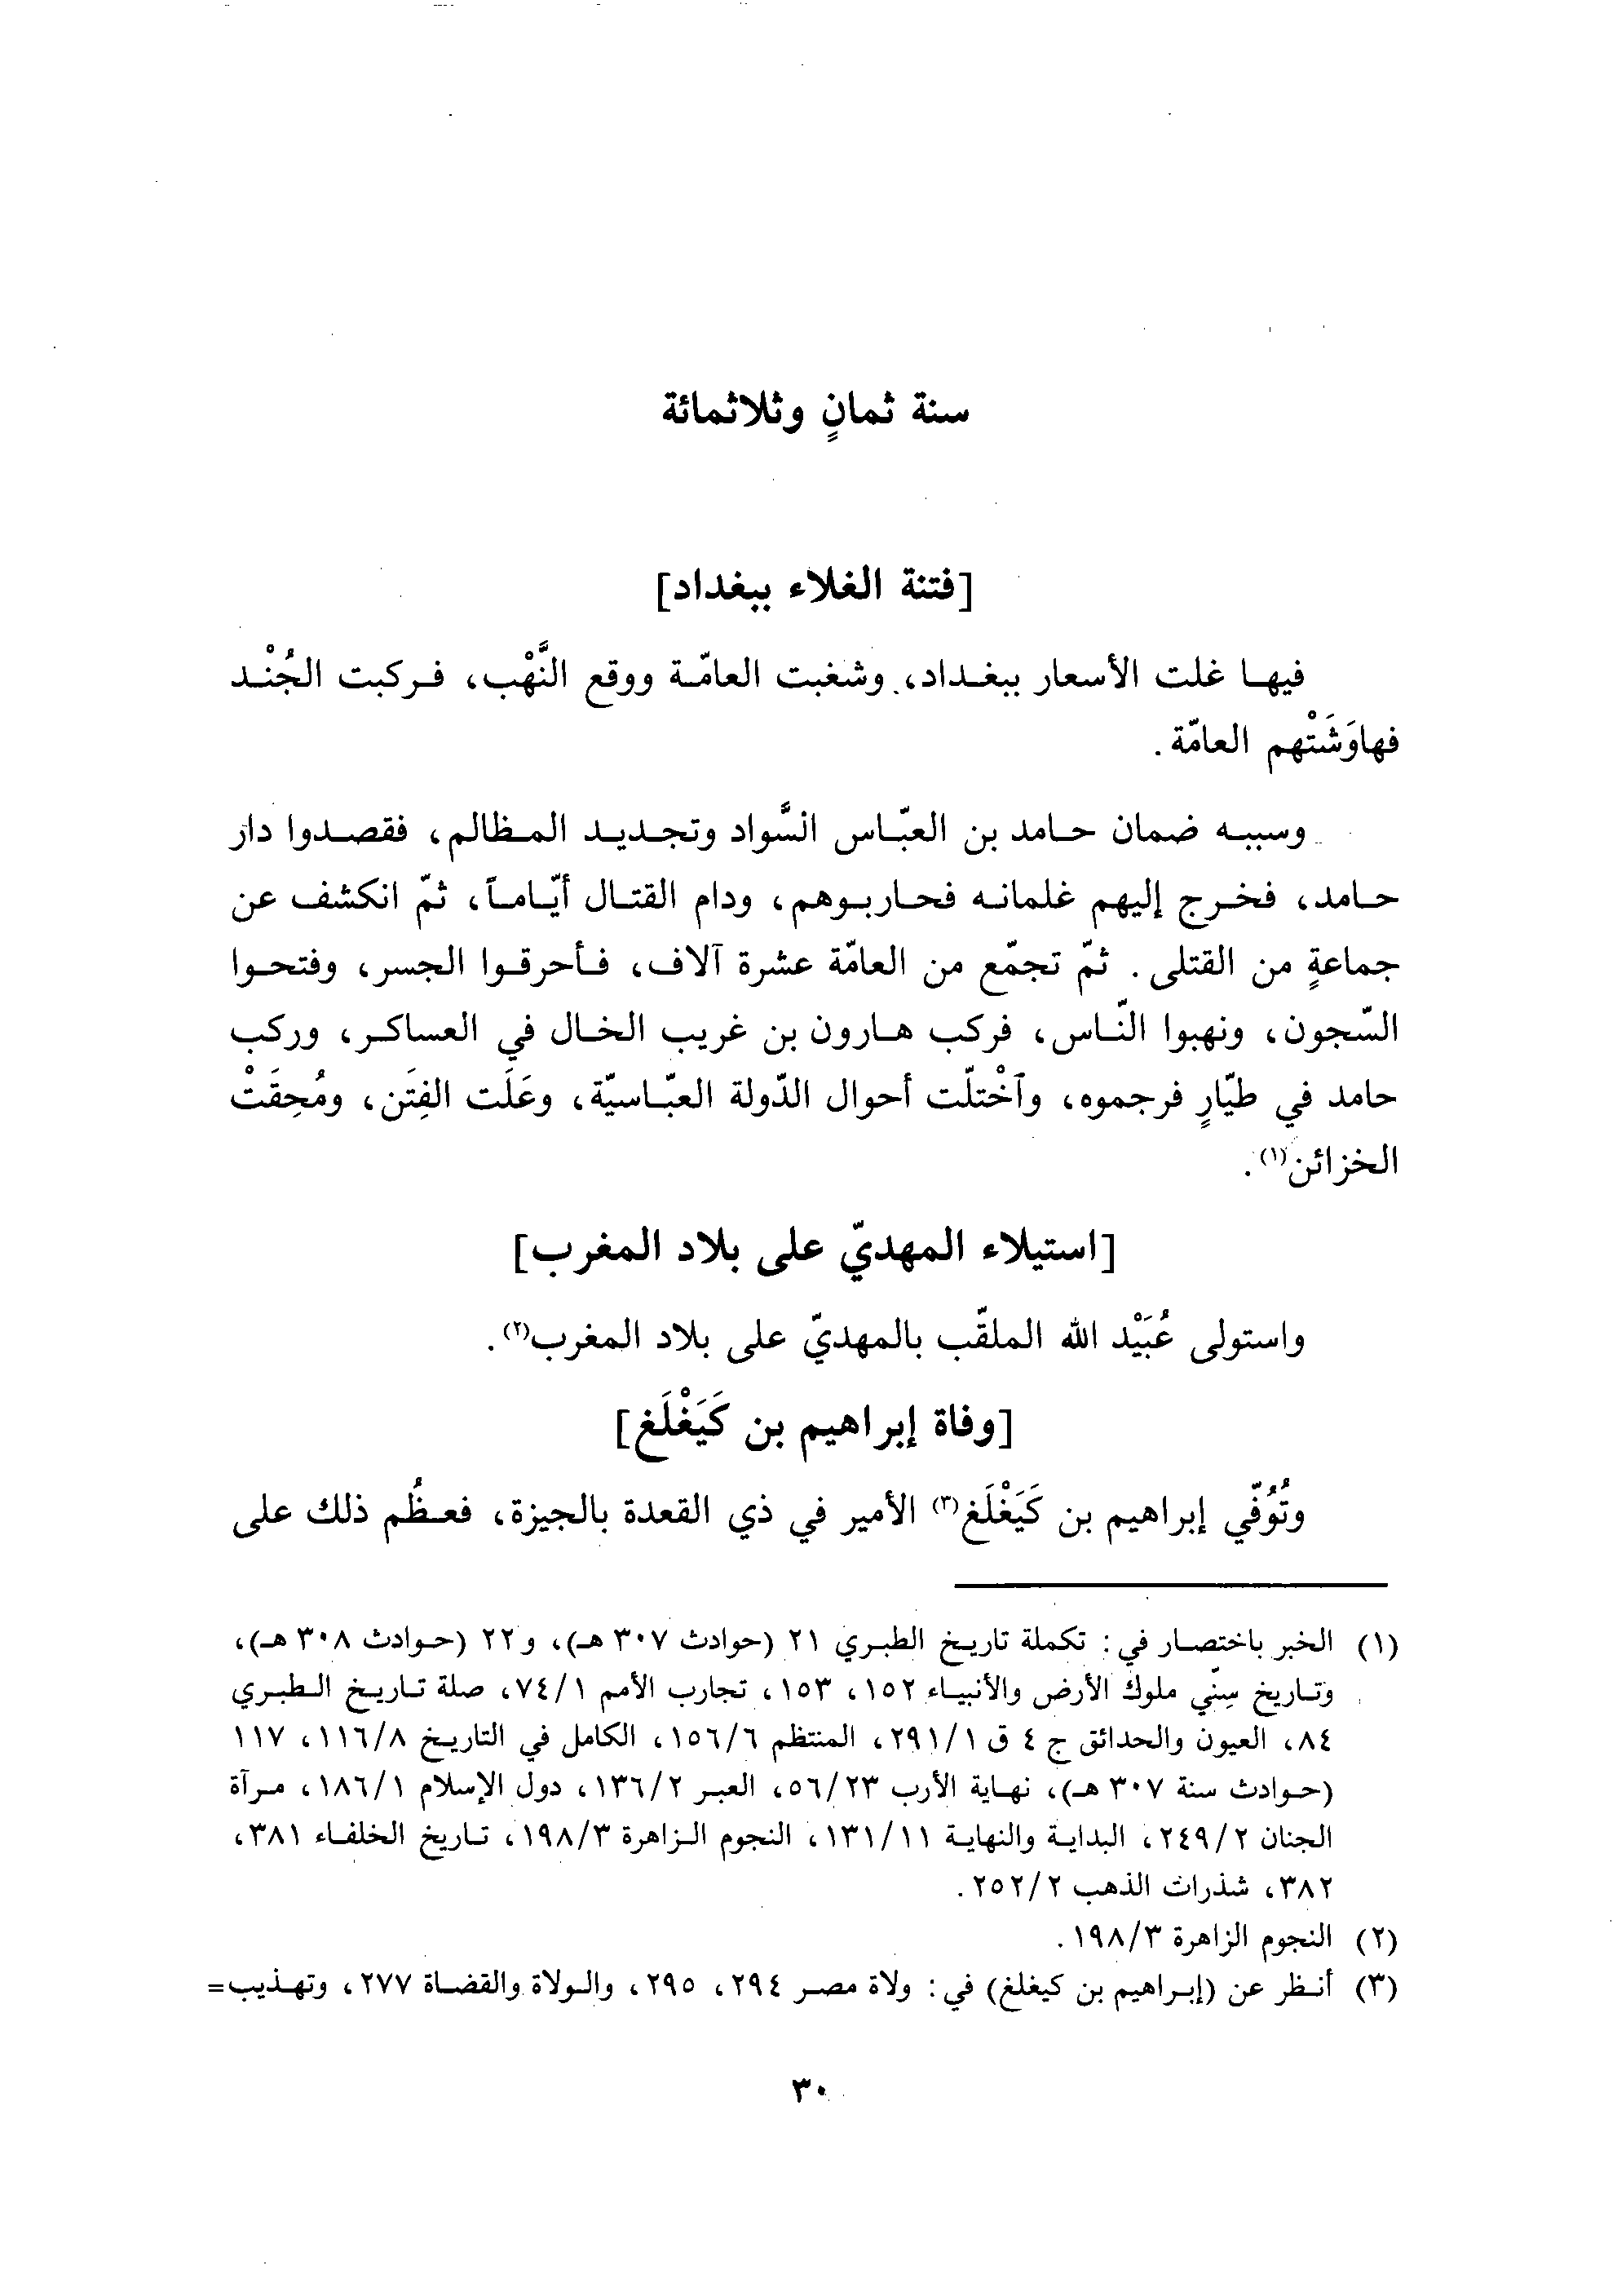 سنة ثمانٍ وثلاثمائة
[فتنة الغلاء ببغداد]
فيها غلت الأسعار ببغداد، وشغبت العامّة ووقع النَّهْب، فركبت الجُنْد
فهاوَشَتْهم العامّة.
وسببه ضمان حامد بن العبّاس السَّواد وتجديد المظالم، فقصدوا دار
حامد، فخرج إليهم غلمانه فحاربوهم، ودام القتال أيّاماً، ثمّ انكشف عن
جماعةٍ من القتلى. ثمّ تجمّع من العامّة عشرة آلاف، فأحرقوا الجسر، وفتحوا
السّجون، ونهبوا النّاس، فركب هارون بن غريب الخال في العساكر، وركب
حامد في طيّارٍ فرجموه، وآخْتلّت أحوال الدّولة العبّاسيّة، وعَلَت الفِتَن، ومُحِقَتْ
الخزائن(١).
[استيلاء المهديّ على بلاد المغرب]
واستولى عُبَيْد الله الملقّب بالمهديّ على بلاد المغرب(٢).
[وفاة إبراهيم بن كَيَغْلَغ]
وتُوُفّي إبراهيم بن كَيَغْلَغ(٣) الأمير في ذي القعدة بالجيزة، فعظُم ذلك على
(١) الخبر باختصار في: تكملة تاريخ الطبري ٢١ (حوادث ٣٠٧ هـ)، و٢٢ (حوادث ٣٠٨ هـ)،
وتاريخ سِنّي ملوك الأرض والأنبياء ١٥٢، ١٥٣، تجارب الأمم ٧٤/١، صلة تاريخ الطبري
٨٤، العيون والحدائق ج ٤ ق ٢٩١/١، المنتظم ١٥٦/٦، الكامل في التاريخ ١١٦/٨، ١١٧
(حوادث سنة ٣٠٧ هـ)، نهاية الأرب ٥٦/٢٣، العبر ١٣٦/٢، دول الإسلام ١٨٦/١، مرآة
الجنان ٢٤٩/٢، البداية والنهاية ١٣١/١١، النجوم الزاهرة ١٩٨/٣، تاريخ الخلفاء ٣٨١،
٣٨٢، شذرات الذهب ٢٥٢/٢.
(٢) النجوم الزاهرة ١٩٨/٣.
(٣) أنظر عن (إبراهيم بن كيغلغ) في: ولاة مصر ٢٩٤، ٢٩٥، والولاة والقضاة ٢٧٧، وتهذيب=
٣٠